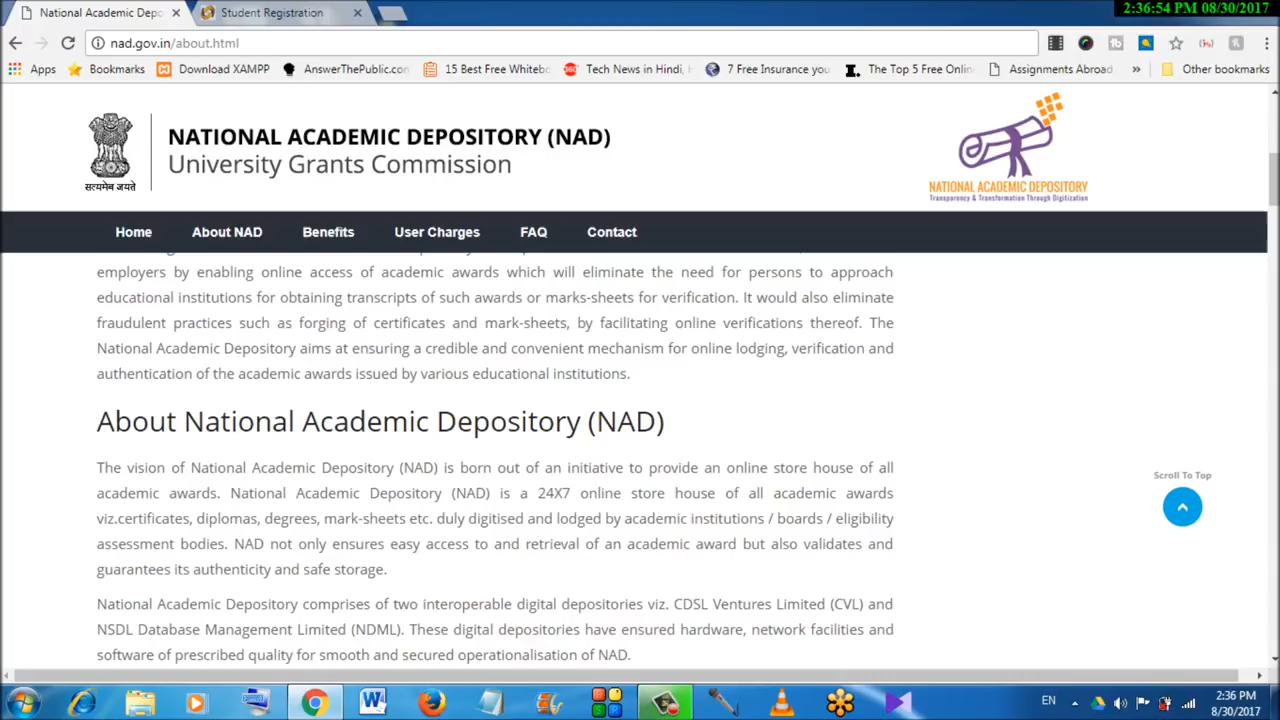 2:36:54 PM 08/30/2017
National Academic Depo
Student Registration
nad.gov.in/about.html
Apps
Bookmarks
Download XAMPP
AnswerThePublic.co
15 Best Free Whitebo
Tech News in Hindi,
7 Free Insurance you
The Top 5 Free Onlin
Assignments Abroad
»
Other bookmarks
सत्यमेव जयते
NATIONAL ACADEMIC DEPOSITORY (NAD)
University Grants Commission
NATIONAL ACADEMIC DEPOSITORY
Transparency & Transformation Through Digitization
Home
About NAD
Benefits
User Charges
FAQ
Contact
employers by enabling online access of academic awards which will eliminate the need for persons to approach
educational institutions for obtaining transcripts of such awards or marks-sheets for verification. It would also eliminate
fraudulent practices such as forging of certificates and mark-sheets, by facilitating online verifications thereof. The
National Academic Depository aims at ensuring a credible and convenient mechanism for online lodging, verification and
authentication of the academic awards issued by various educational institutions.
About National Academic Depository (NAD)
The vision of National Academic Depository (NAD) is born out of an initiative to provide an online store house of all
academic awards. National Academic Depository (NAD) is a 24X7 online store house of all academic awards
viz.certificates, diplomas, degrees, mark-sheets etc. duly digitised and lodged by academic institutions / boards / eligibility
assessment bodies. NAD not only ensures easy access to and retrieval of an academic award but also validates and
guarantees its authenticity and safe storage.
Scroll To Top
National Academic Depository comprises of two interoperable digital depositories viz. CDSL Ventures Limited (CVL) and
NSDL Database Management Limited (NDML). These digital depositories have ensured hardware, network facilities and
software of prescribed quality for smooth and secured operationalisation of NAD.
EN
2:36 PM
8/30/2017